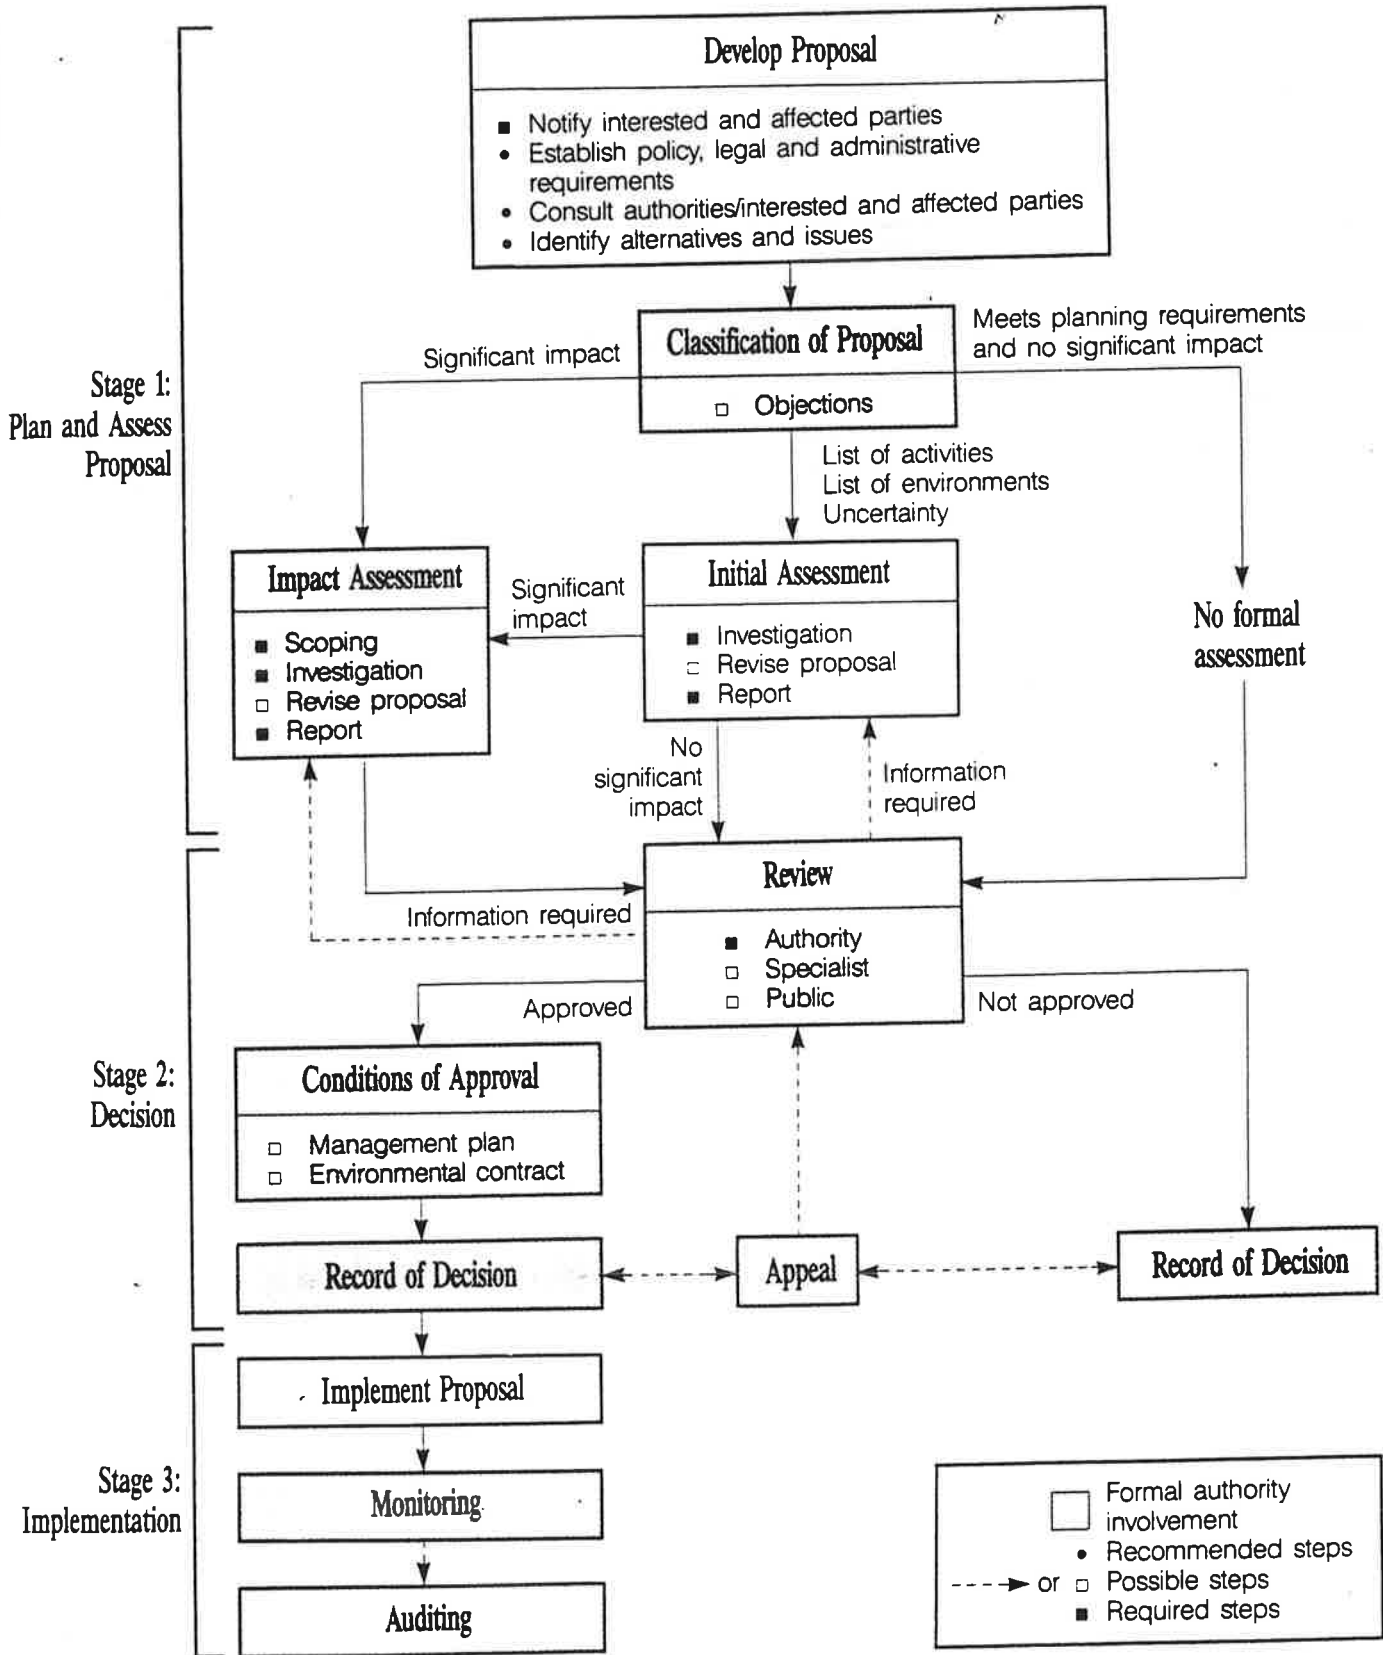 Develop Proposal
■ Notify interested and affected parties
• Establish policy, legal and administrative
requirements
• Consult authorities/interested and affected parties
• Identify alternatives and issues
Stage 1:
Plan and Assess
Proposal
Classification of Proposal
□ Objections
Significant impact
Meets planning requirements
and no significant impact
List of activities
List of environments
Uncertainty
Impact Assessment
■ Scoping
■ Investigation
□ Revise proposal
■ Report
Significant
impact
Initial Assessment
■ Investigation
□ Revise proposal
■ Report
No formal
assessment
No
significant
impact
Information
required
Review
■ Authority
□ Specialist
□ Public
Information required
Approved
Not approved
Stage 2:
Decision
Conditions of Approval
□ Management plan
□ Environmental contract
Record of Decision
Appeal
Record of Decision
Stage 3:
Implementation
Implement Proposal
Monitoring
Auditing
Formal authority
involvement
• Recommended steps
or □ Possible steps
■ Required steps